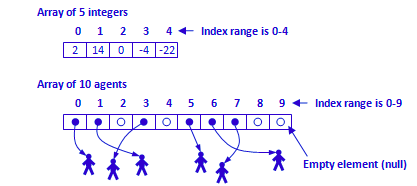 Array of 5 integers
0 1 2 3 4 Index range is 0-4
2 14 0 -4 -22
Array of 10 agents
0 1 2 3 4 5 6 7 8 9 Index range is 0-9
Empty element (null)